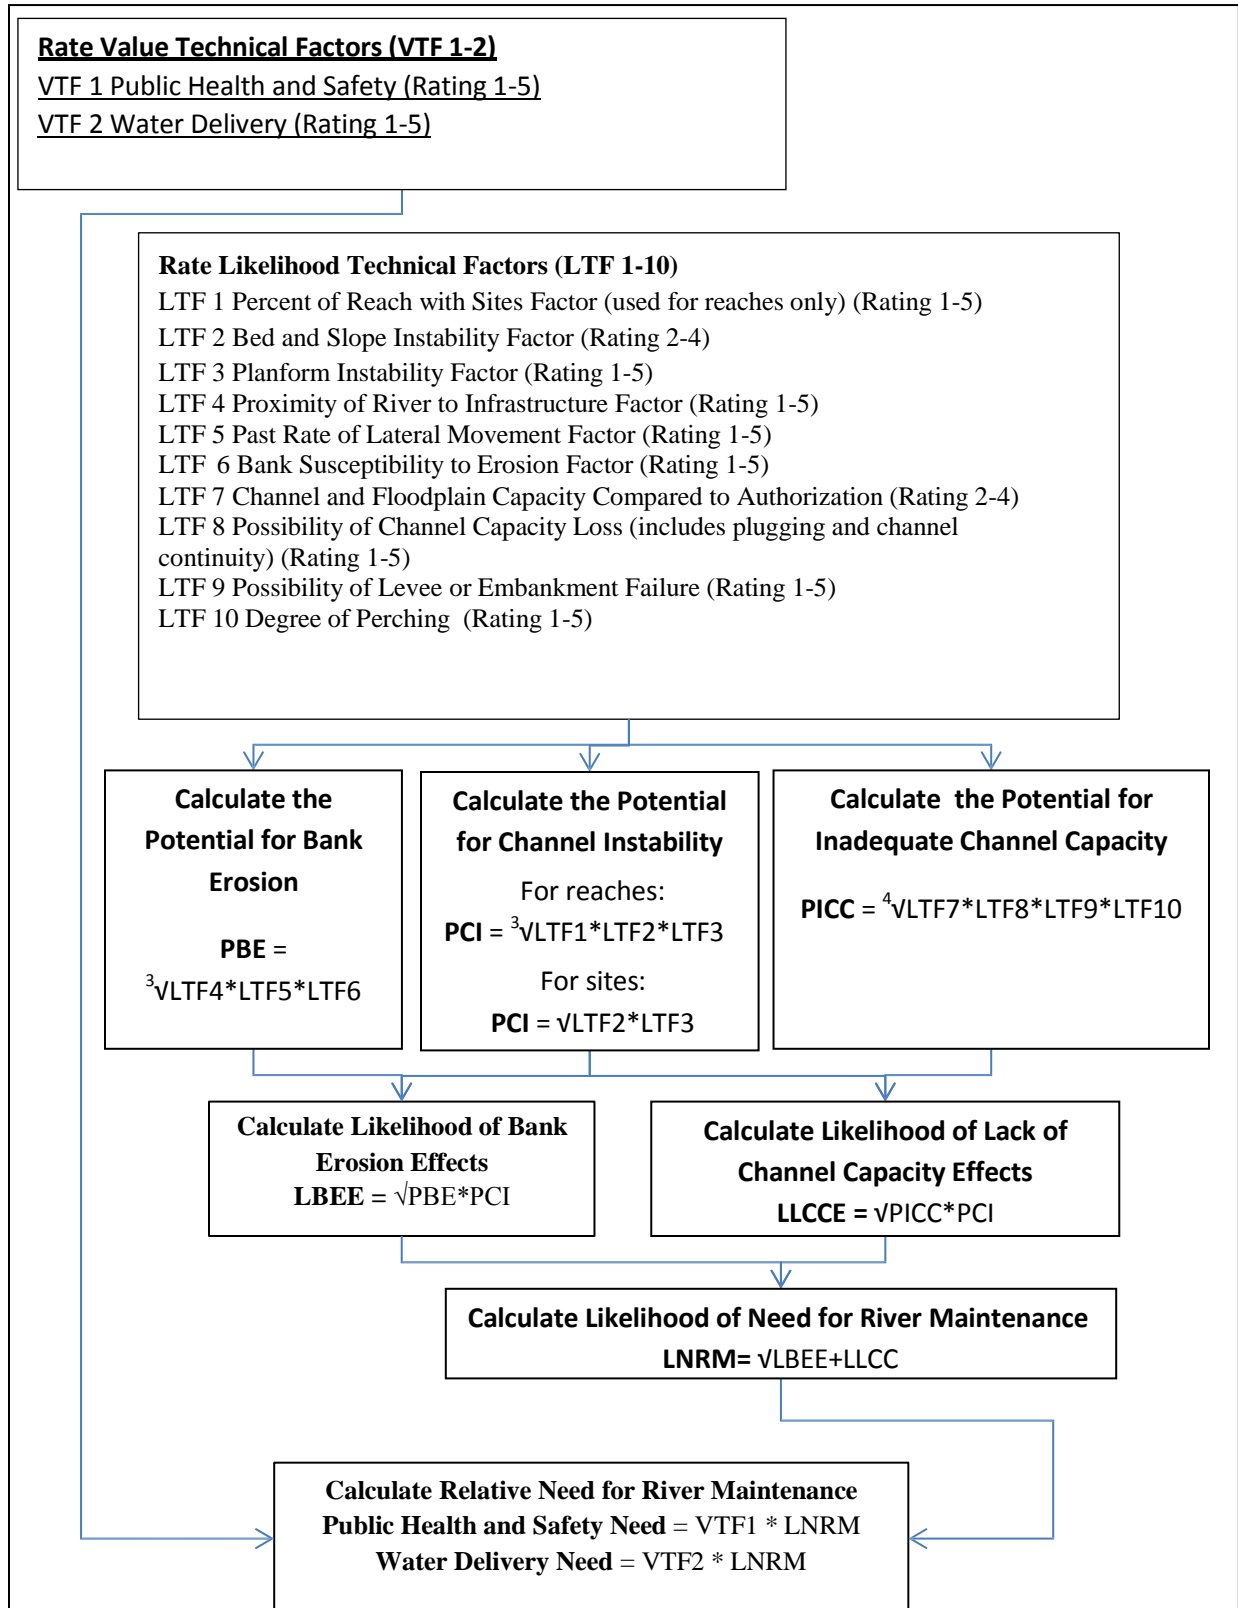 Rate Value Technical Factors (VTF 1-2)
VTF 1 Public Health and Safety (Rating 1-5)
VTF 2 Water Delivery (Rating 1-5)
Rate Likelihood Technical Factors (LTF 1-10)
LTF 1 Percent of Reach with Sites Factor (used for reaches only) (Rating 1-5)
LTF 2 Bed and Slope Instability Factor (Rating 2-4)
LTF 3 Planform Instability Factor (Rating 1-5)
LTF 4 Proximity of River to Infrastructure Factor (Rating 1-5)
LTF 5 Past Rate of Lateral Movement Factor (Rating 1-5)
LTF  6 Bank Susceptibility to Erosion Factor (Rating 1-5)
LTF 7 Channel and Floodplain Capacity Compared to Authorization (Rating 2-4)
LTF 8 Possibility of Channel Capacity Loss (includes plugging and channel
continuity) (Rating 1-5)
LTF 9 Possibility of Levee or Embankment Failure (Rating 1-5)
LTF 10 Degree of Perching  (Rating 1-5)
Calculate the
Potential for Bank
Erosion
PBE =
³√LTF4*LTF5*LTF6
Calculate the Potential
for Channel Instability
For reaches:
PCI = ³√LTF1*LTF2*LTF3
For sites:
PCI = √LTF2*LTF3
Calculate  the Potential for
Inadequate Channel Capacity
PICC = ⁴√LTF7*LTF8*LTF9*LTF10
Calculate Likelihood of Bank
Erosion Effects
LBEE = √PBE*PCI
Calculate Likelihood of Lack of
Channel Capacity Effects
LLCCE = √PICC*PCI
Calculate Likelihood of Need for River Maintenance
LNRM= √LBEE+LLCC
Calculate Relative Need for River Maintenance
Public Health and Safety Need = VTF1 * LNRM
Water Delivery Need = VTF2 * LNRM